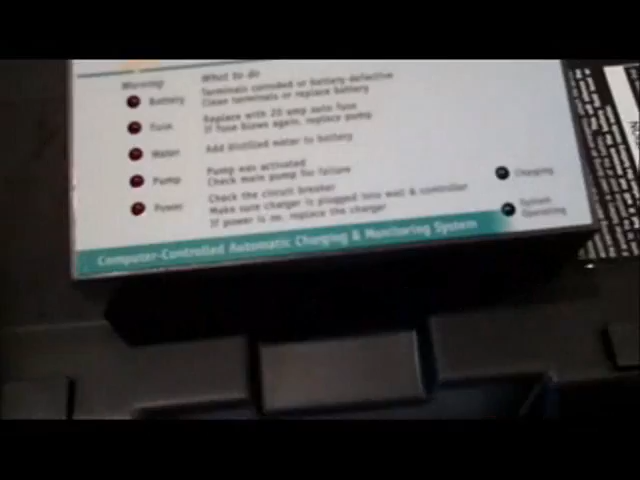 Warning What to do
Battery Terminals corroded or battery defective
Clean terminals or replace battery
Fuse Replace with 20 amp auto fuse
If fuse blows again, replace pump
Water Add distilled water to battery
Pump Pump was activated
Check main pump for failure
Power Check the circuit breaker
Make sure charger is plugged into wall & controller
If power is on, replace the charger
Charging
System
Operating
Computer-Controlled Automatic Charging & Monitoring System